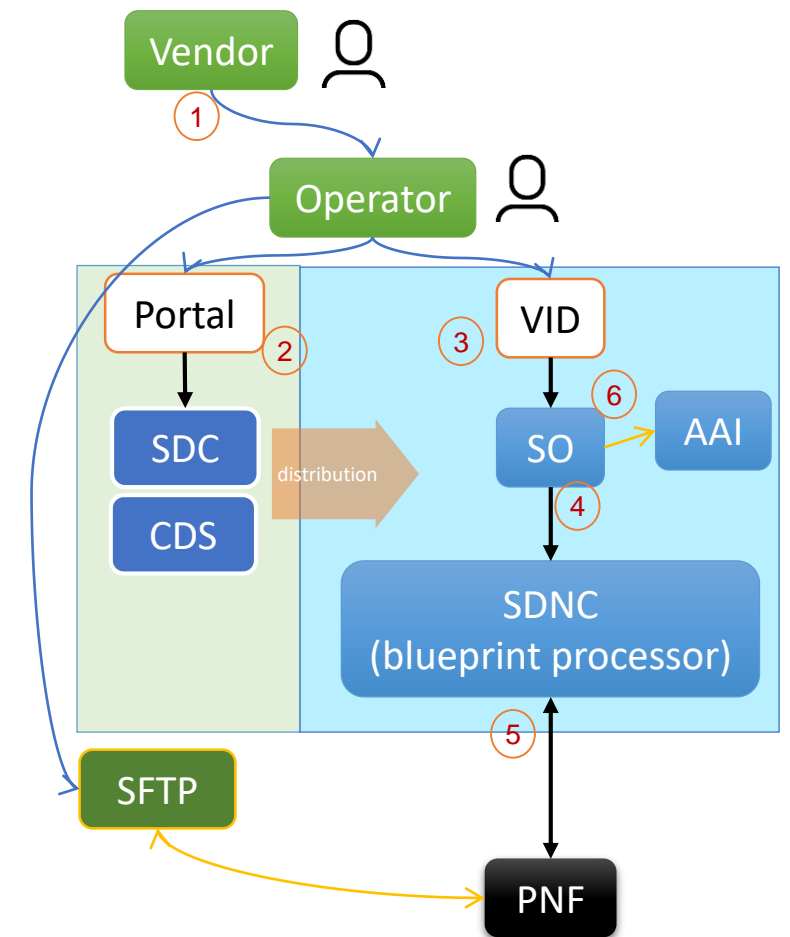 Vendor
1
Operator
Portal
2
VID
3
6
SDC
distribution
SO
AAI
4
CDS
SDNC
(blueprint processor)
5
SFTP
PNF